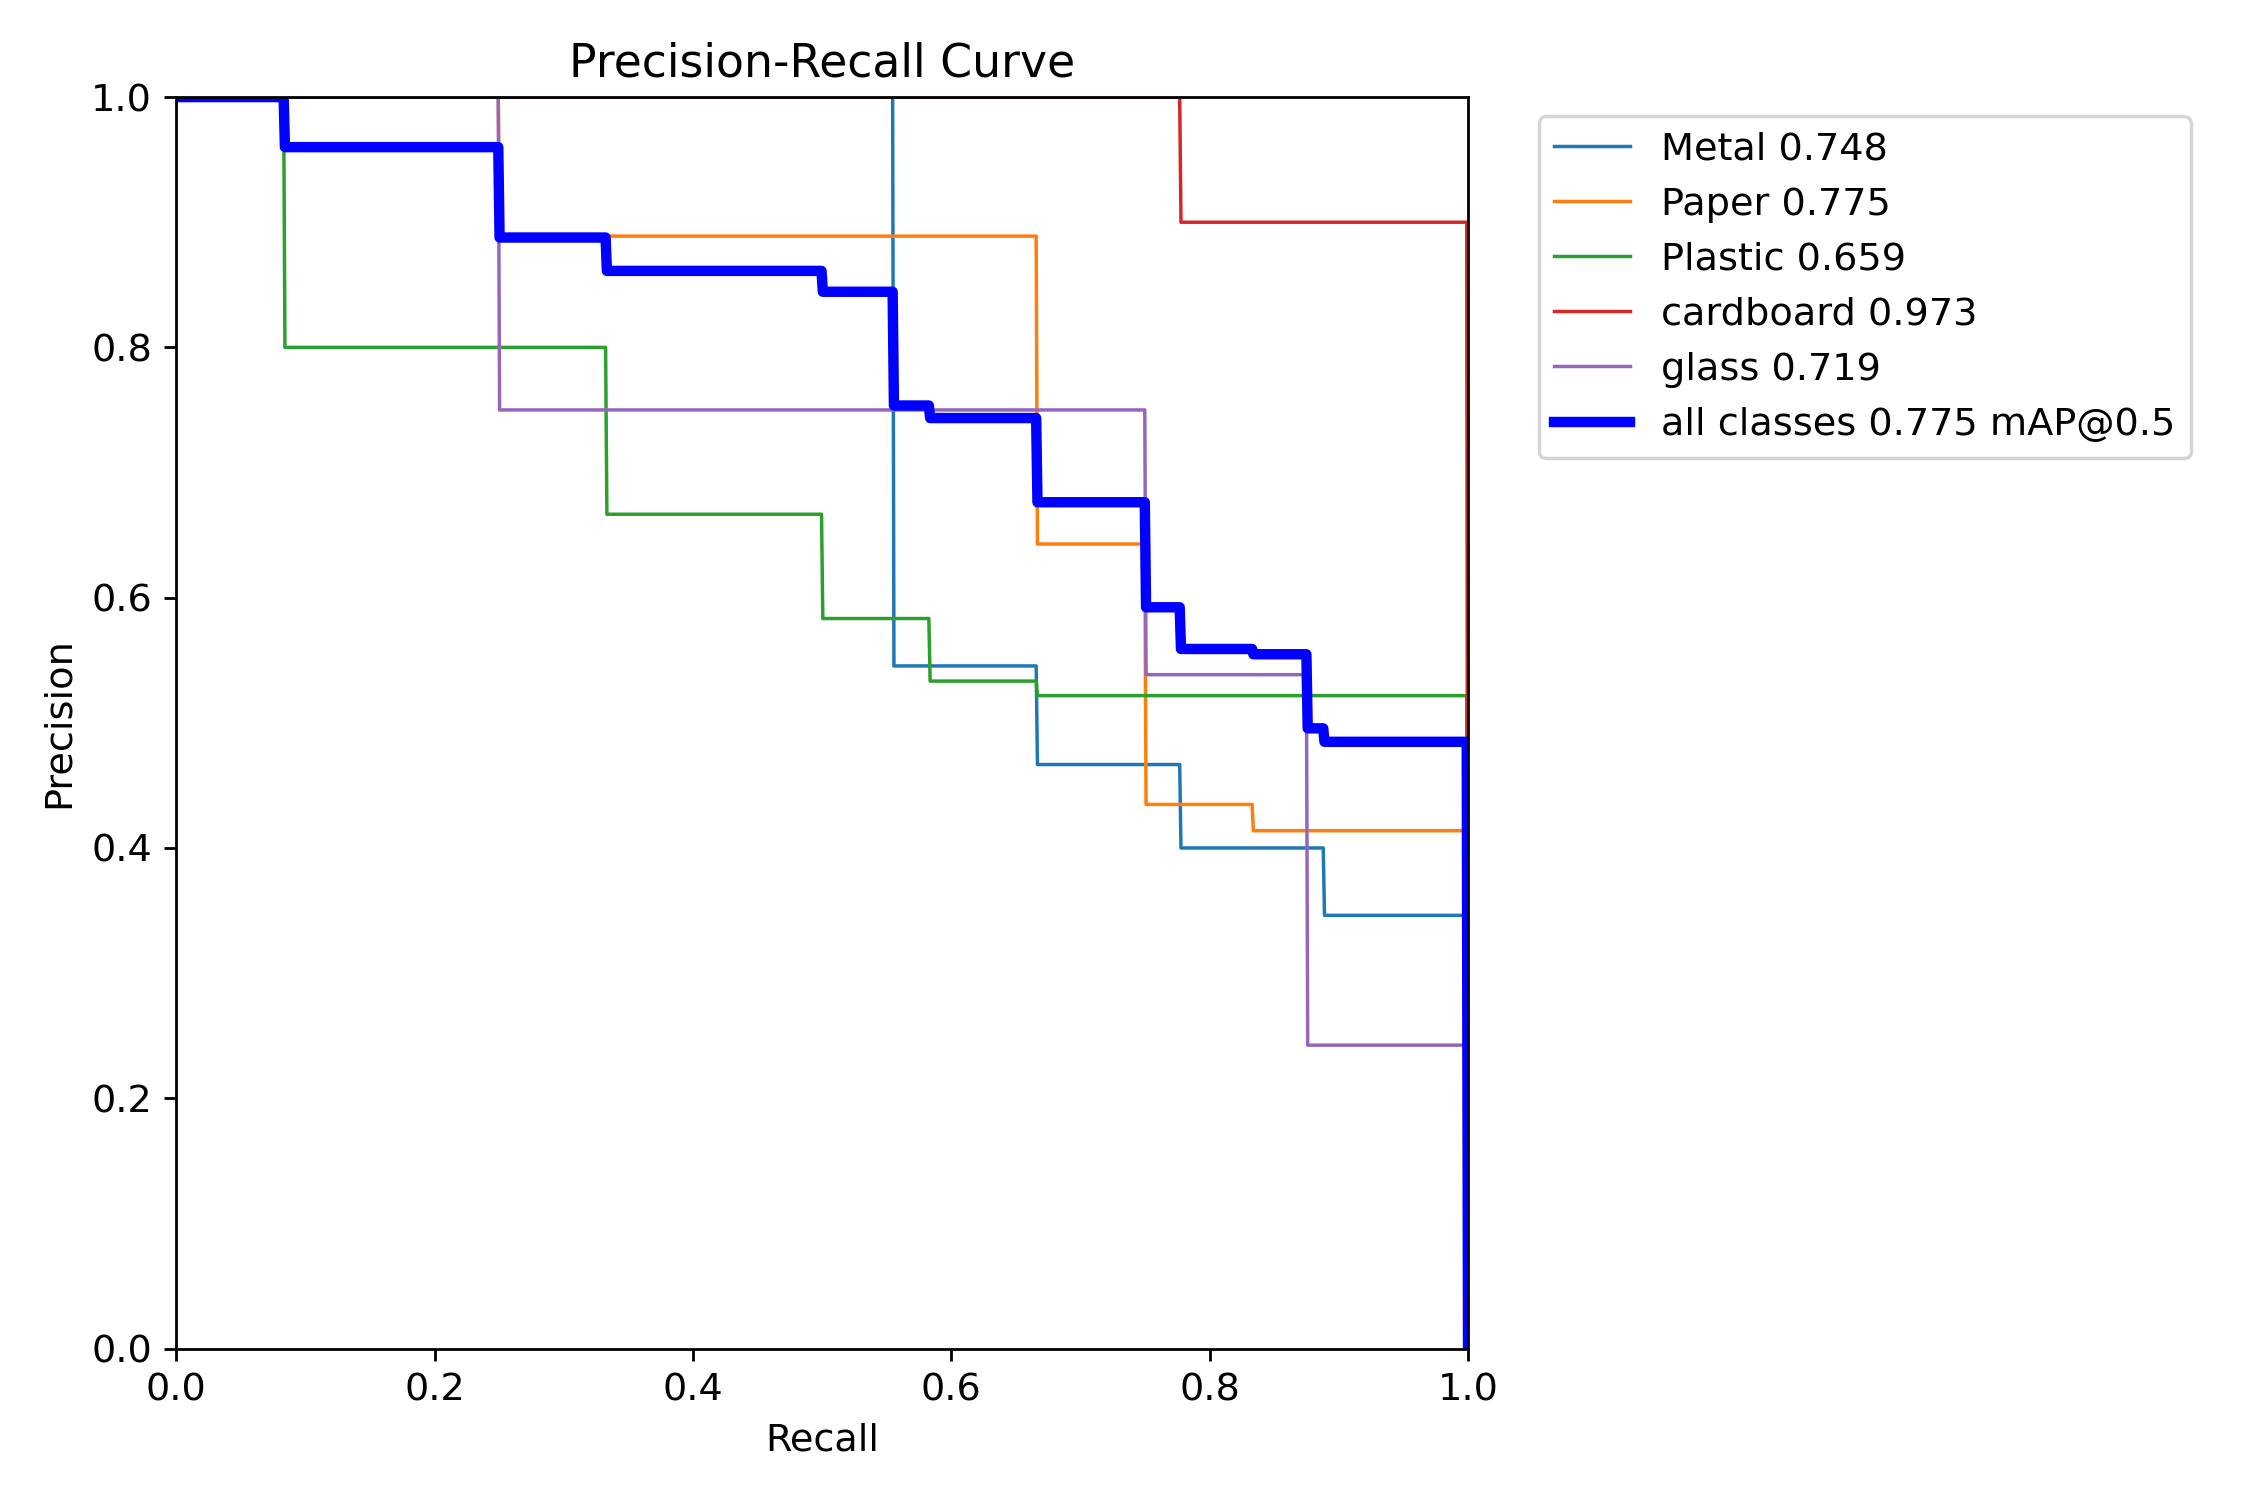 Precision-Recall Curve
1.0
0.8
0.6
0.4
0.2
0.0
Precision
0.0 0.2 0.4 0.6 0.8 1.0
Recall
Metal 0.748
Paper 0.775
Plastic 0.659
cardboard 0.973
glass 0.719
all classes 0.775 mAP@0.5